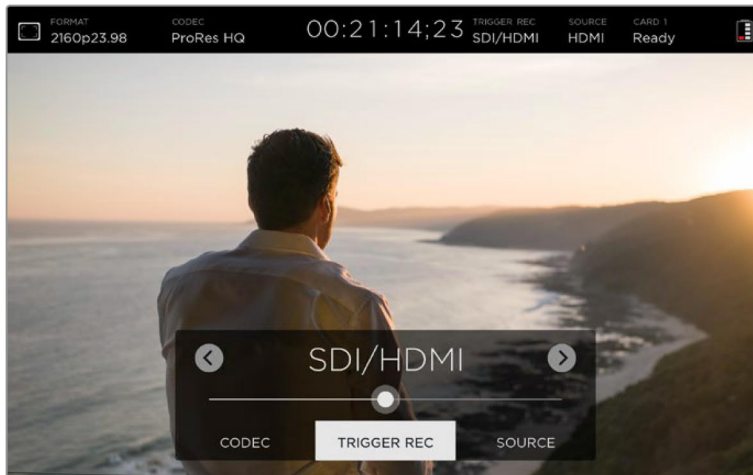 FORMAT
2160p23.98
CODEC
ProRes HQ
00:21:14;23
TRIGGER REC
SDI/HDMI
SOURCE
HDMI
CARD 1
Ready
SDI/HDMI
CODEC
TRIGGER REC
SOURCE